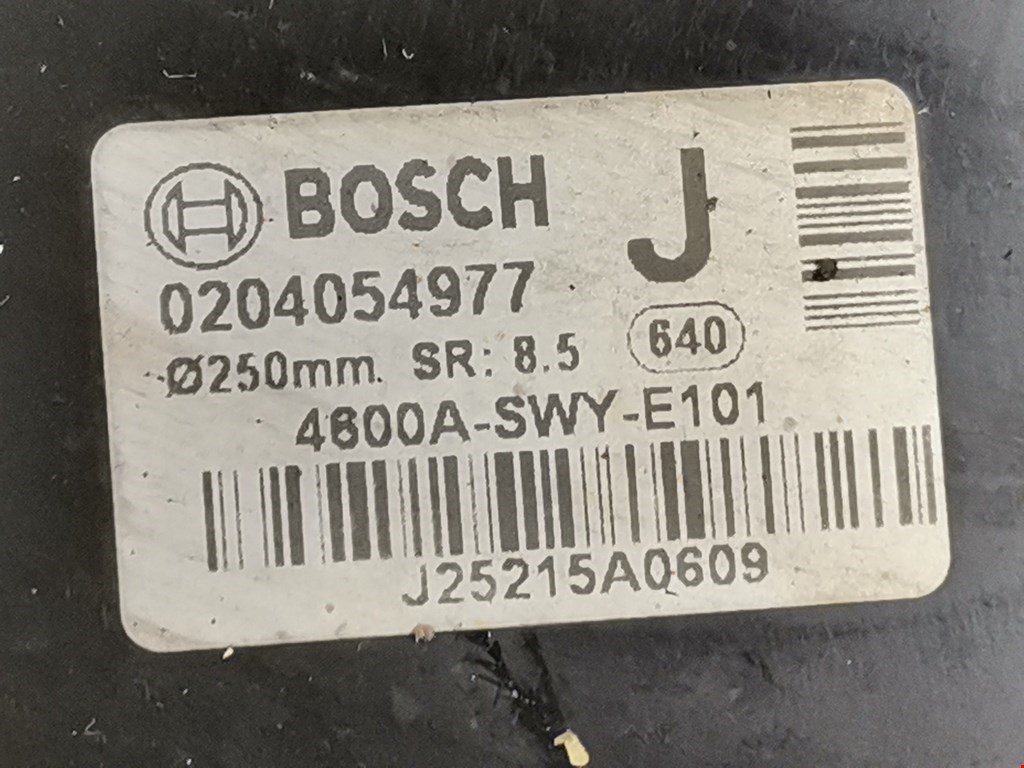 BOSCH J
0204054977
Ø250mm. SR: 8.5 640
4600A-SWY-E101
J25215A0609